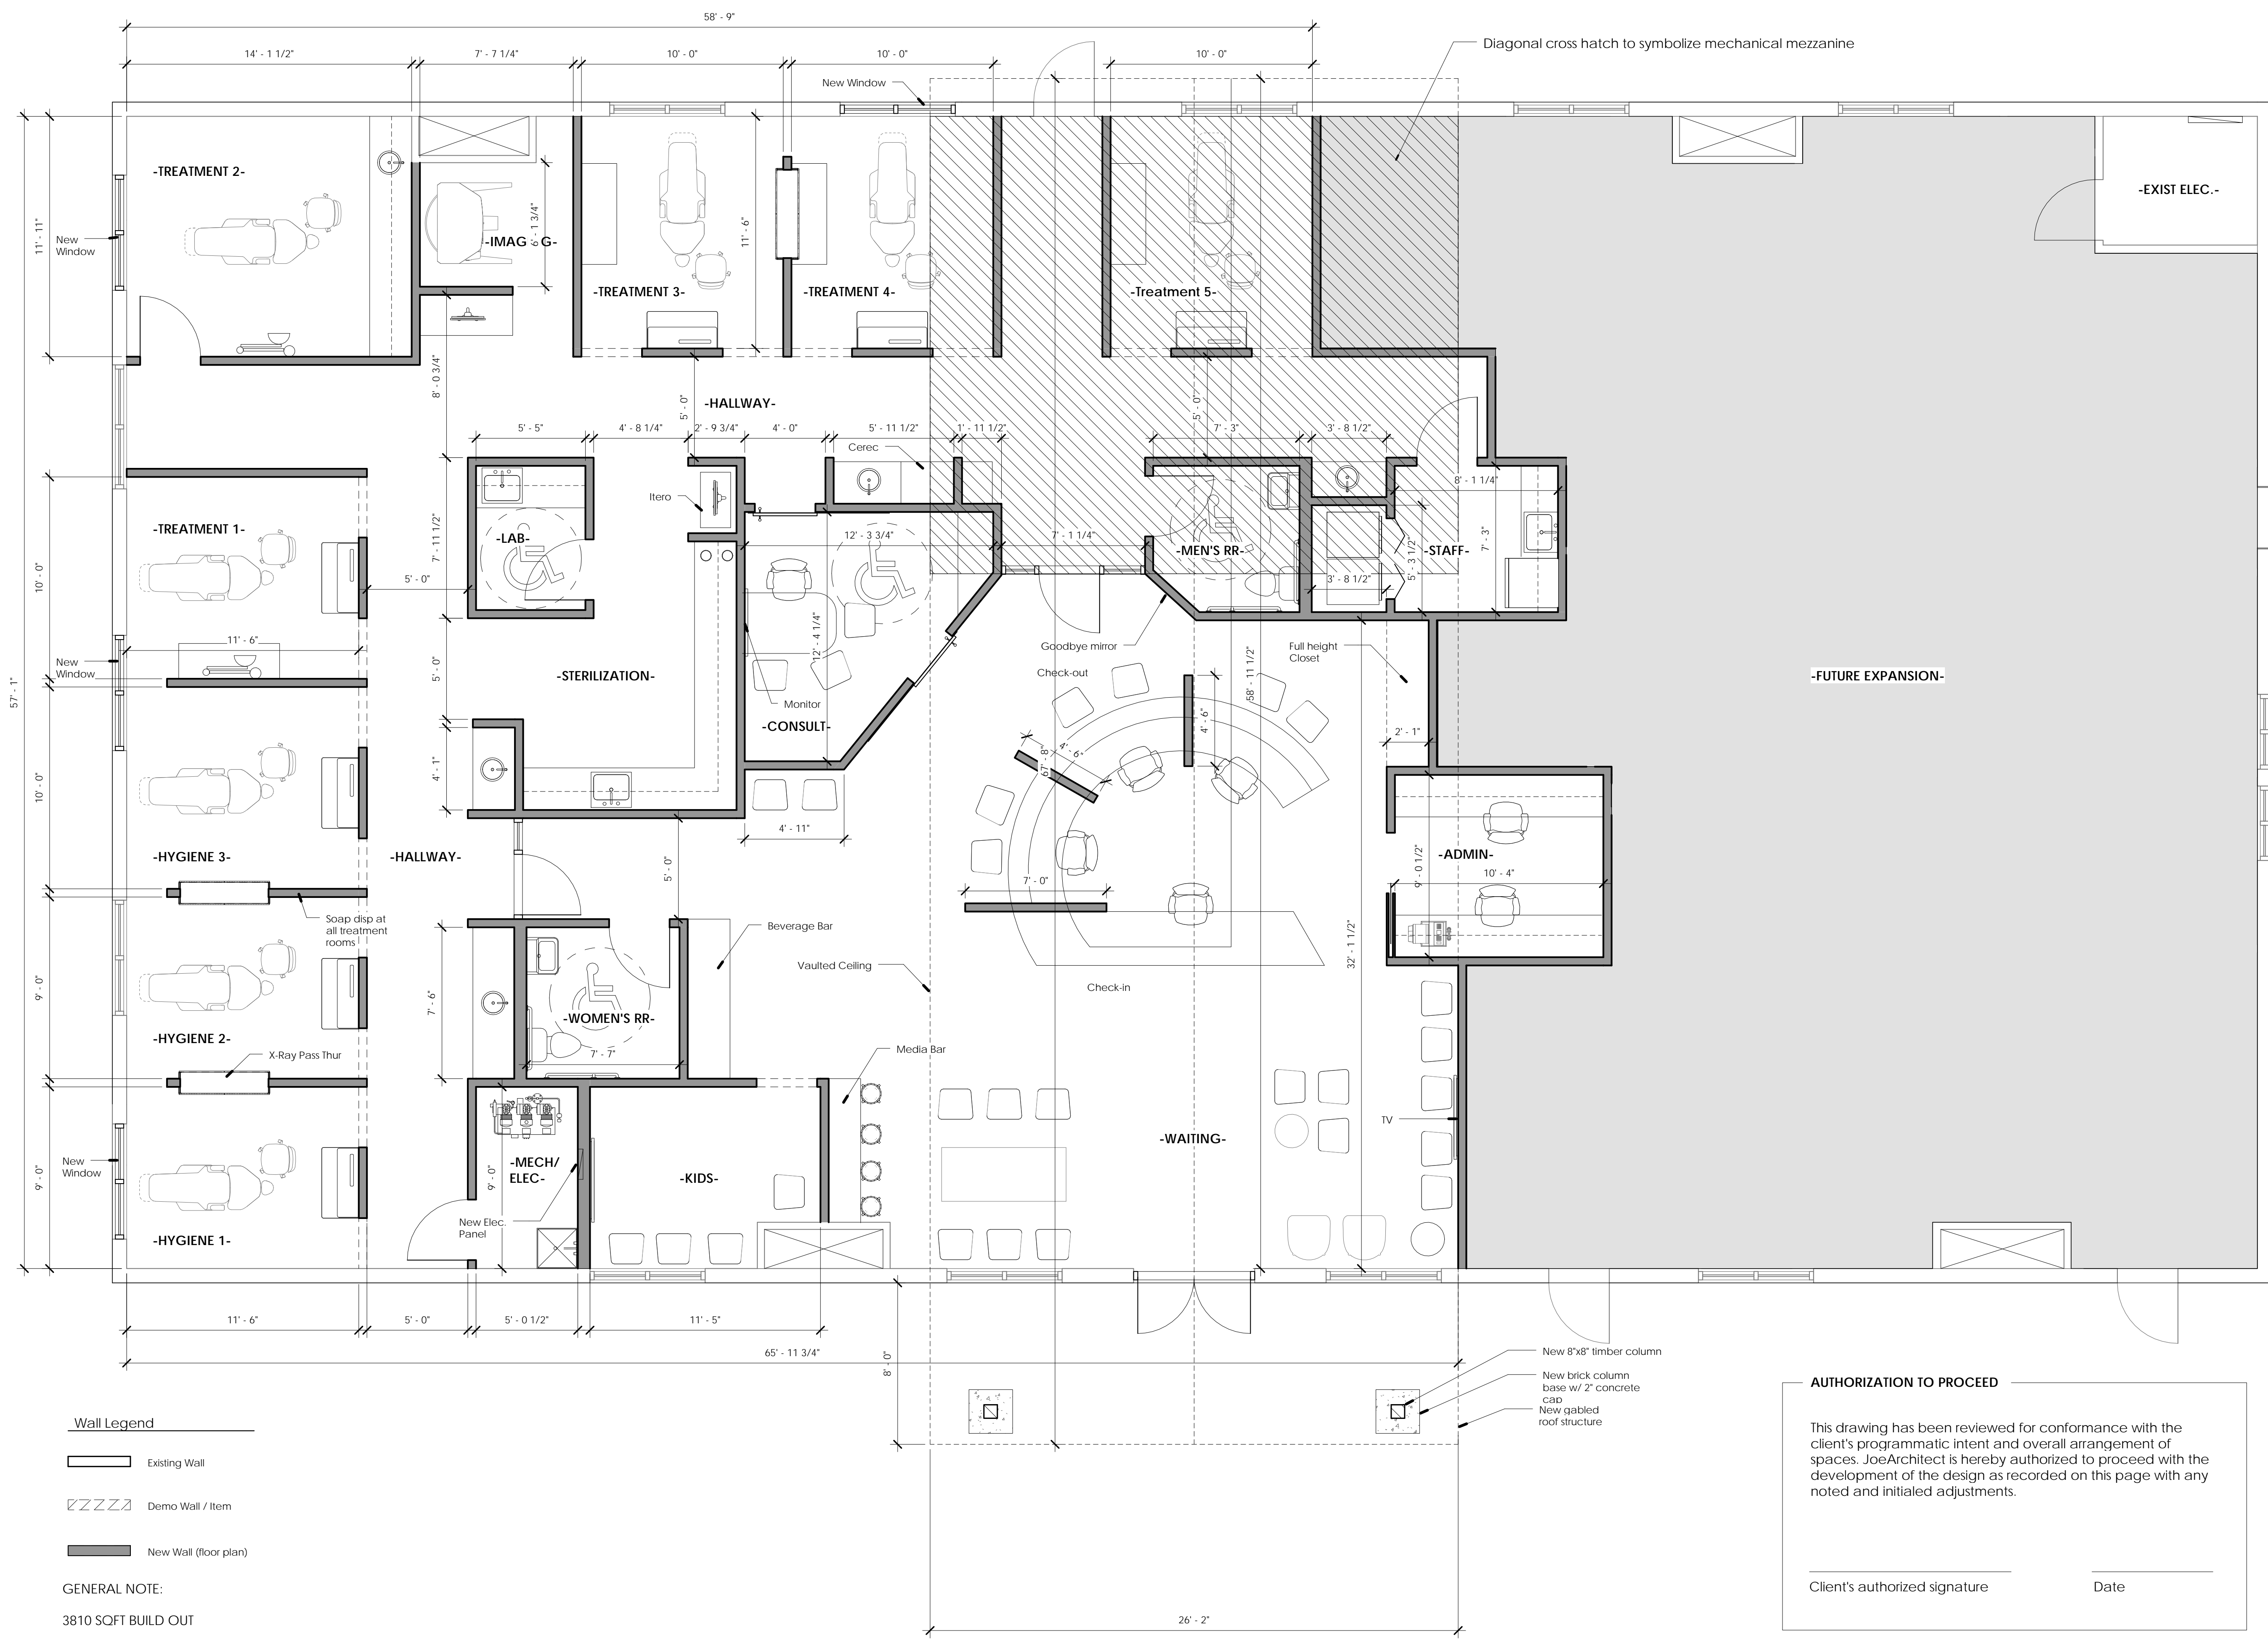 58' - 9"
14' - 1 1/2"
7' - 7 1/4"
10' - 0"
10' - 0"
10' - 0"
Diagonal cross hatch to symbolize mechanical mezzanine
New Window
-TREATMENT 2-
-EXIST ELEC.-
11' - 11"
New
Window
-IMAG
G-
6' - 1 3/4"
11' - 6"
-TREATMENT 3-
-TREATMENT 4-
-Treatment 5-
8' - 0 3/4"
-HALLWAY-
5' - 0"
5' - 0"
5' - 5"
4' - 8 1/4"
2' - 9 3/4"
4' - 0"
5' - 11 1/2"
1' - 11 1/2"
7' - 3"
3' - 8 1/2"
Cerec
8' - 1 1/4"
Itero
-TREATMENT 1-
-LAB-
7' - 11 1/2"
12' - 3 3/4"
7' - 1 1/4"
-MEN'S RR-
-STAFF-
7' - 3"
5' - 3 1/2"
3' - 8 1/2"
10' - 0"
5' - 0"
11' - 6"
12' - 4 1/4"
Goodbye mirror
Full height
Closet
New
Window
5' - 0"
-STERILIZATION-
Check-out
58' - 11 1/2"
-FUTURE EXPANSION-
57' - 1"
Monitor
-CONSULT-
4' - 6"
2' - 1"
4' - 6"
67' - 8"
4' - 1"
10' - 0"
4' - 11"
-HYGIENE 3-
-HALLWAY-
5' - 0"
-ADMIN-
9' - 0 1/2"
10' - 4"
7' - 0"
Soap disp at
all treatment
rooms
Beverage Bar
32' - 1 1/2"
Vaulted Ceiling
9' - 0"
7' - 6"
Check-in
-WOMEN'S RR-
-HYGIENE 2-
7' - 7"
X-Ray Pass Thur
Media Bar
TV
-WAITING-
New
Window
-MECH/
ELEC-
-KIDS-
9' - 0"
9' - 0"
New Elec.
Panel
-HYGIENE 1-
11' - 6"
5' - 0"
5' - 0 1/2"
11' - 5"
65' - 11 3/4"
8' - 0"
New 8"x8" timber column
New brick column
base w/ 2" concrete
cap
New gabled
roof structure
AUTHORIZATION TO PROCEED
This drawing has been reviewed for conformance with the
client's programmatic intent and overall arrangement of
spaces. JoeArchitect is hereby authorized to proceed with the
development of the design as recorded on this page with any
noted and initialed adjustments.
Client's authorized signature
Date
Wall Legend
Existing Wall
Demo Wall / Item
New Wall (floor plan)
GENERAL NOTE:
3810 SQFT BUILD OUT
26' - 2"